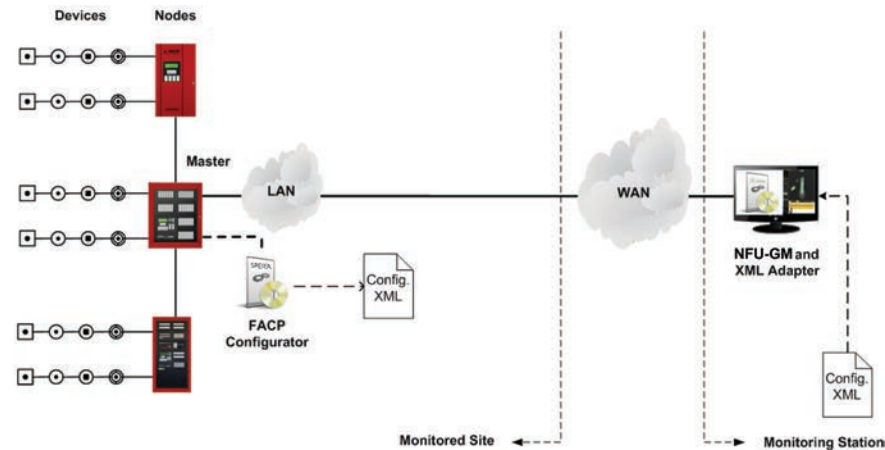 Devices
Nodes
Master
LAN
WAN
NFU-GM and
XML Adapter
FACP
Configurator
Config.
XML
Config.
XML
Monitored Site
Monitoring Station